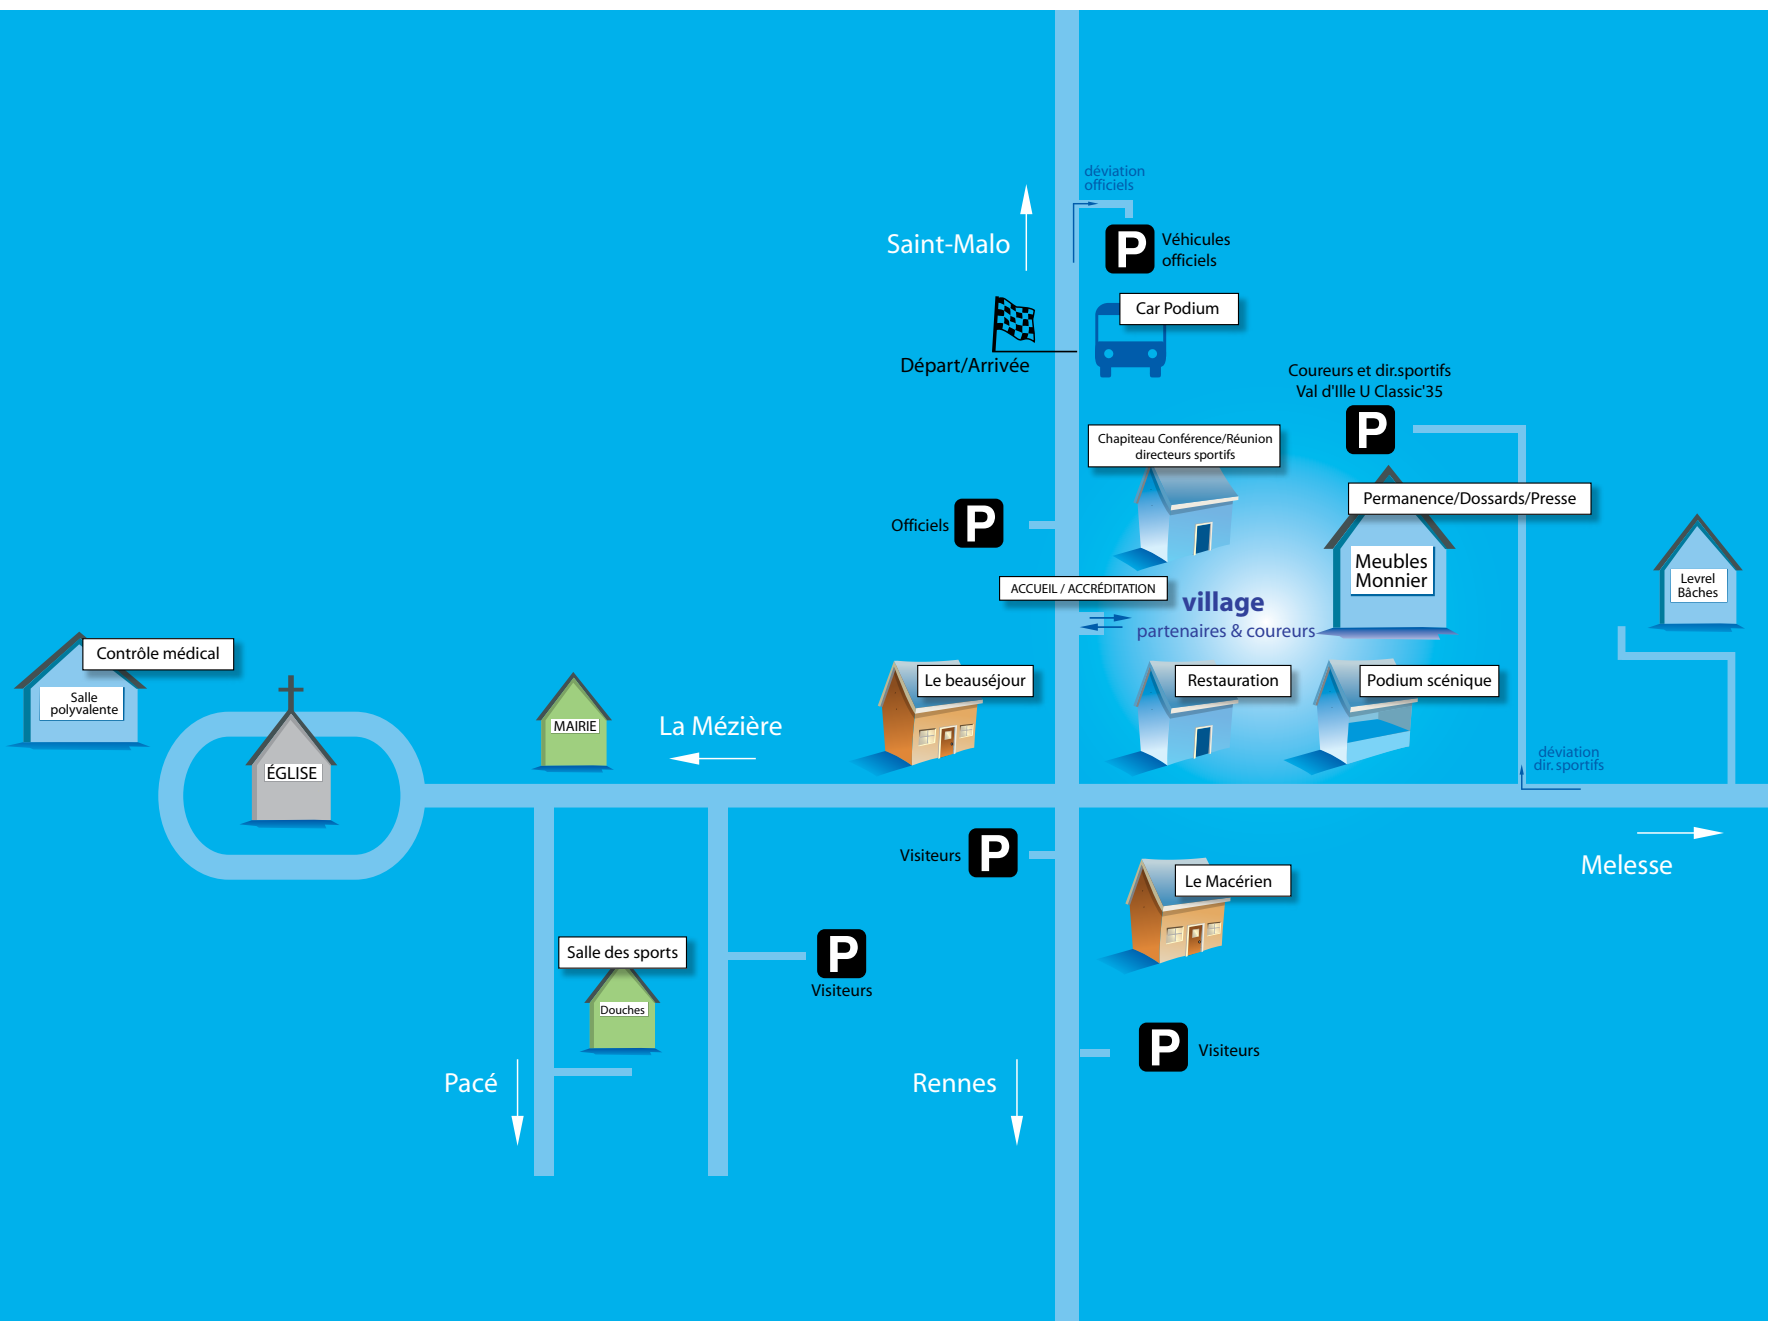 déviation
officiels
Saint-Malo
P
Véhicules
officiels
Car Podium
Départ/Arrivée
Coureurs et dir.sportifs
Val d'Ille U Classic'35
P
Chapiteau Conférence/Réunion
directeurs sportifs
Permanence/Dossards/Presse
Officiels
P
Meubles
Monnier
Levrel
Bâches
ACCUEIL / ACCRÉDITATION
village
partenaires & coureurs
Contrôle médical
Salle
polyvalente
Le beauséjour
Restauration
Podium scénique
MAIRIE
La Mézière
ÉGLISE
déviation
dir. sportifs
Visiteurs
P
Melesse
Le Macérien
Salle des sports
P
Visiteurs
Douches
P
Visiteurs
Pacé
Rennes